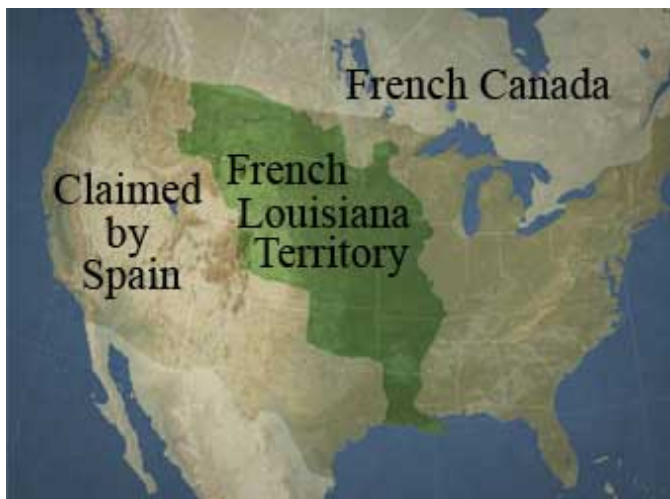 French Canada
Claimed
by
Spain
French
Louisiana
Territory